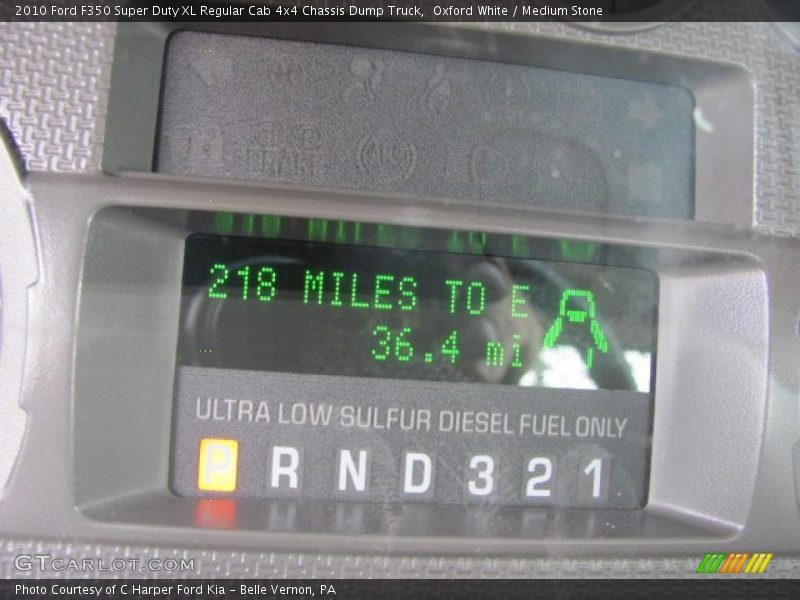 2010 Ford F350 Super Duty XL Regular Cab 4x4 Chassis Dump Truck,  Oxford White / Medium Stone
218 MILES TO E
36.4 mi
ULTRA LOW SULFUR DIESEL FUEL ONLY
P R N D 3 2 1
GTCARLOT.COM
Photo Courtesy of C Harper Ford Kia – Belle Vernon, PA